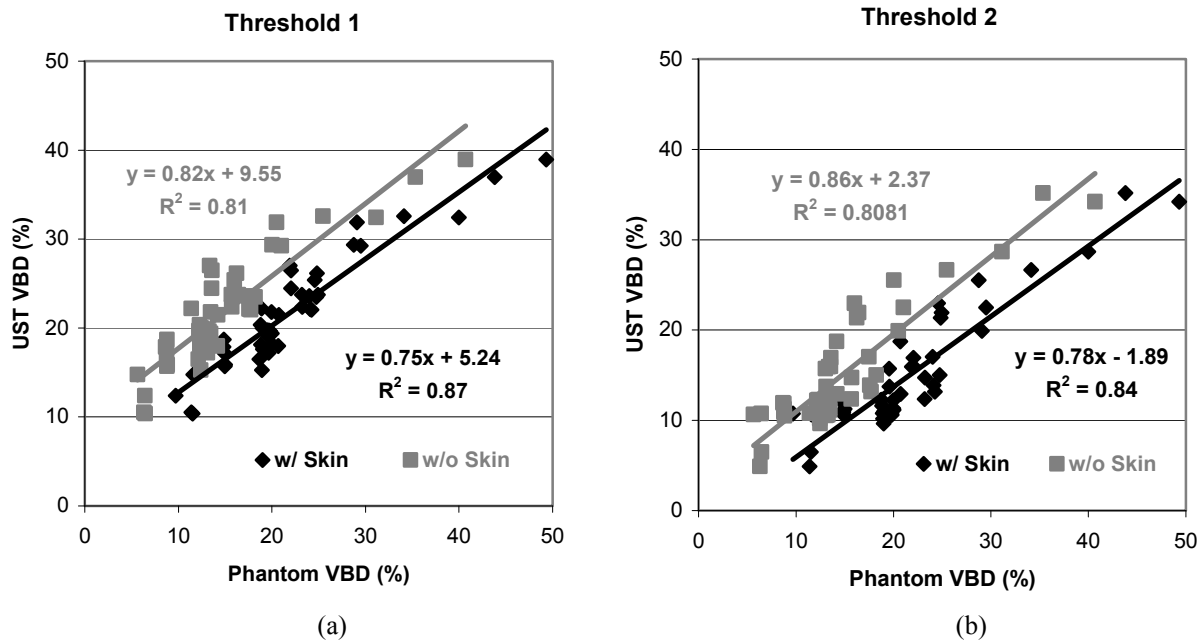 Threshold 1
50
40
30
20
10
0
UST VBD (%)
y = 0.82x + 9.55
R² = 0.81
y = 0.75x + 5.24
R² = 0.87
w/ Skin
w/o Skin
0 10 20 30 40 50
Phantom VBD (%)
(a)
Threshold 2
50
40
30
20
10
0
UST VBD (%)
y = 0.86x + 2.37
R² = 0.8081
y = 0.78x - 1.89
R² = 0.84
w/ Skin
w/o Skin
0 10 20 30 40 50
Phantom VBD (%)
(b)